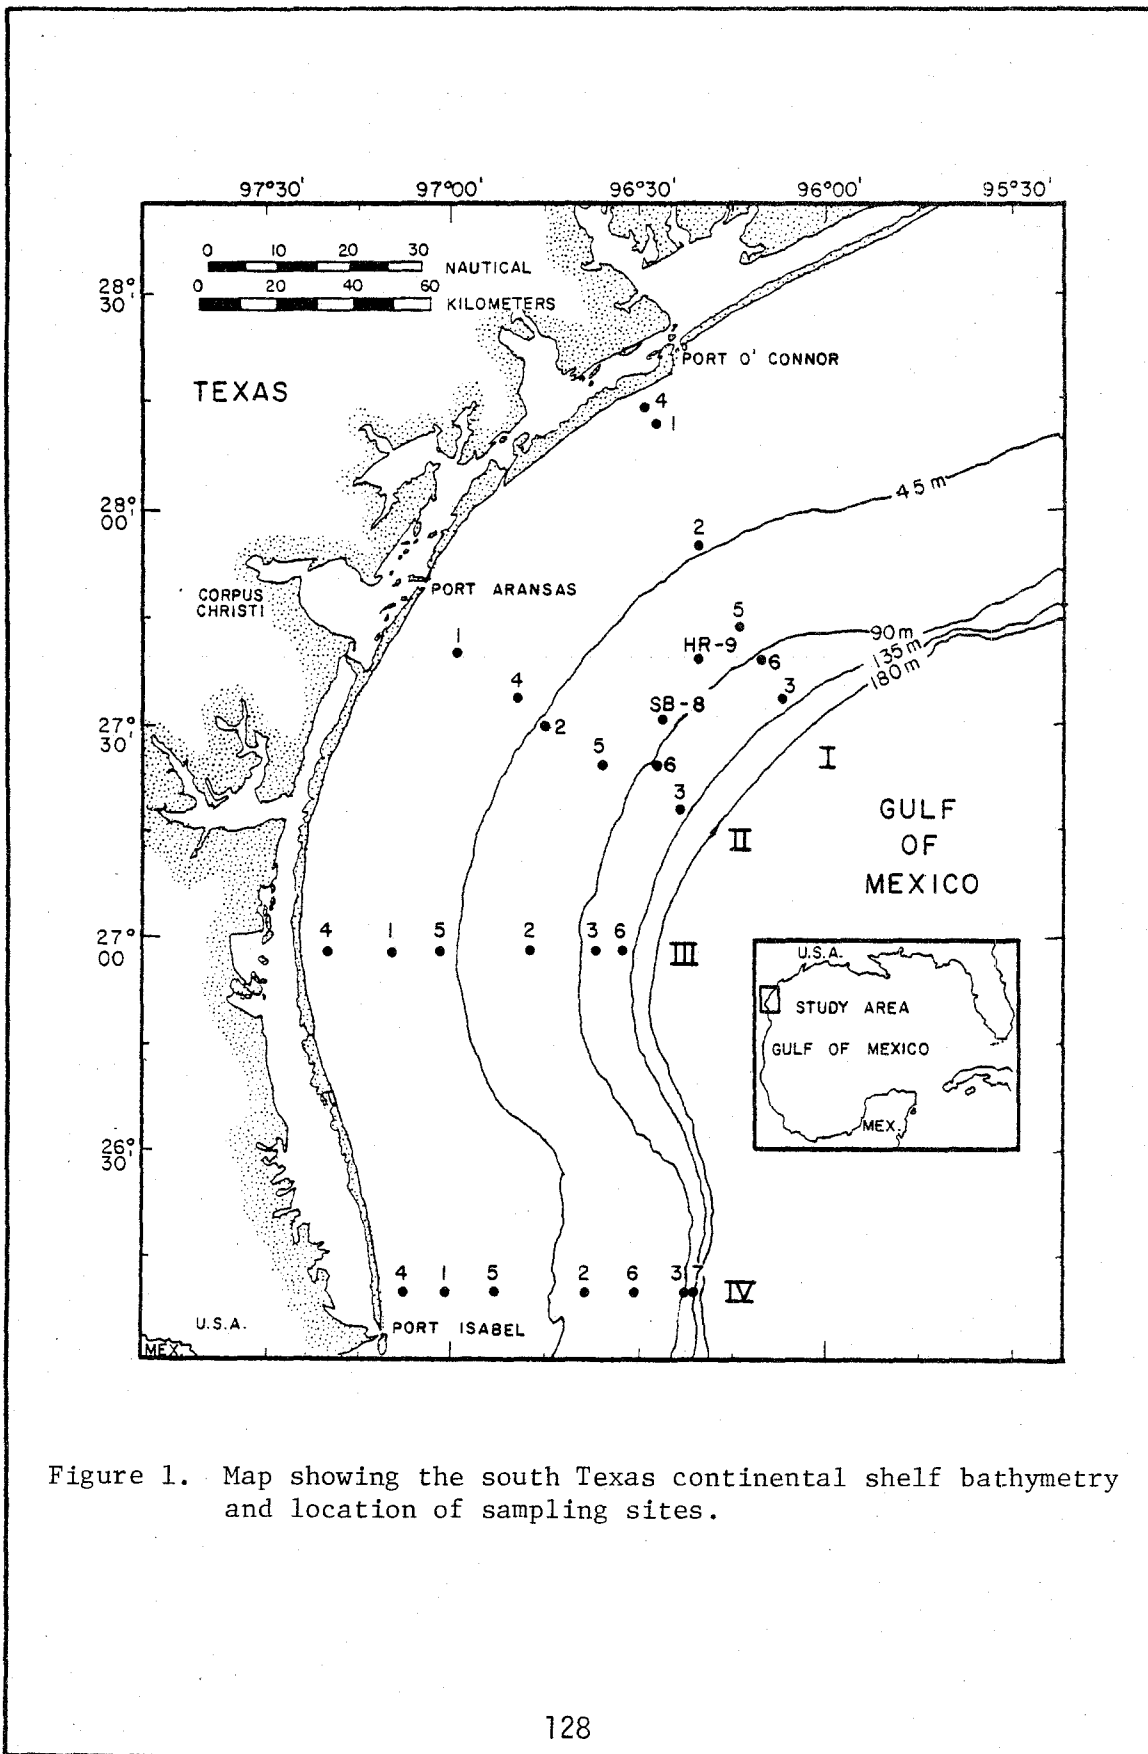 97°30' 97°00' 96°30' 96°00' 95°30'
0 10 20 30
NAUTICAL
0 20 40 60
KILOMETERS
28°
30'
PORT O' CONNOR
TEXAS
4
1
45m
28°
00'
2
PORT ARANSAS
CORPUS
CHRISTI
5
90m
1
HR-9
6
135m
180m
4
3
SB-8
2
27°
30'
5
6
I
3
GULF
OF
MEXICO
II
27°
00
4 1 5 2 3 6
III
U.S.A.
STUDY AREA
GULF OF MEXICO
MEX.
26°
30'
4 1 5 2 6 3 7
IV
U.S.A.
PORT ISABEL
MEX.
Figure 1. Map showing the south Texas continental shelf bathymetry
and location of sampling sites.
128